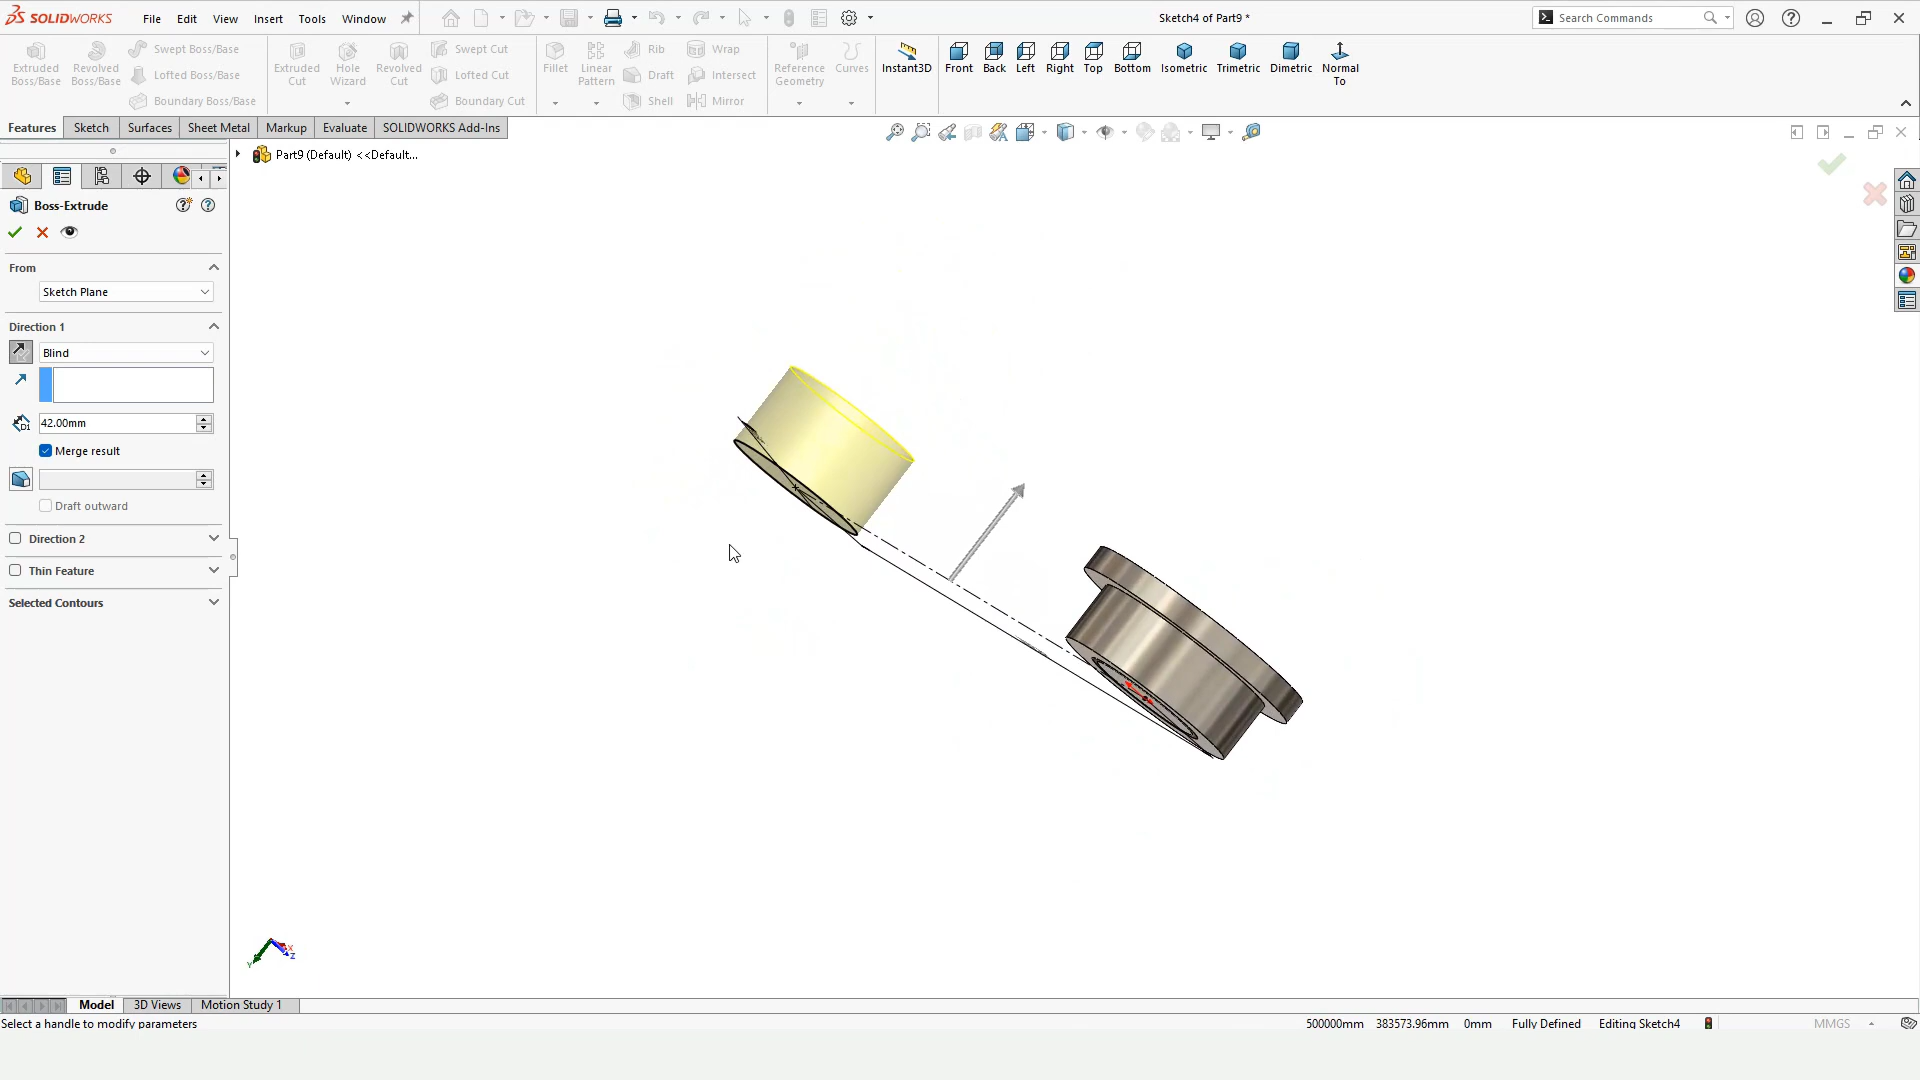 SOLIDWORKS File Edit View Insert Tools Window Sketch4 of Part9 * Search Commands
Extruded Boss/Base
Revolved Boss/Base
Swept Boss/Base
Lofted Boss/Base
Boundary Boss/Base
Extruded Cut
Hole Wizard
Revolved Cut
Swept Cut
Lofted Cut
Boundary Cut
Fillet
Linear Pattern
Rib
Draft
Shell
Wrap
Intersect
Mirror
Reference Geometry
Curves
Instant3D
Front
Back
Left
Right
Top
Bottom
Isometric
Trimetric
Dimetric
Normal To
Features Sketch Surfaces Sheet Metal Markup Evaluate SOLIDWORKS Add-Ins
Part9 (Default) <<Default...
Boss-Extrude
From
Sketch Plane
Direction 1
Blind
D1 42.00mm
Merge result
Draft outward
Direction 2
Thin Feature
Selected Contours
X
Y
Z
Model 3D Views Motion Study 1
Select a handle to modify parameters 500000mm 383573.96mm 0mm Fully Defined Editing Sketch4 MMGS